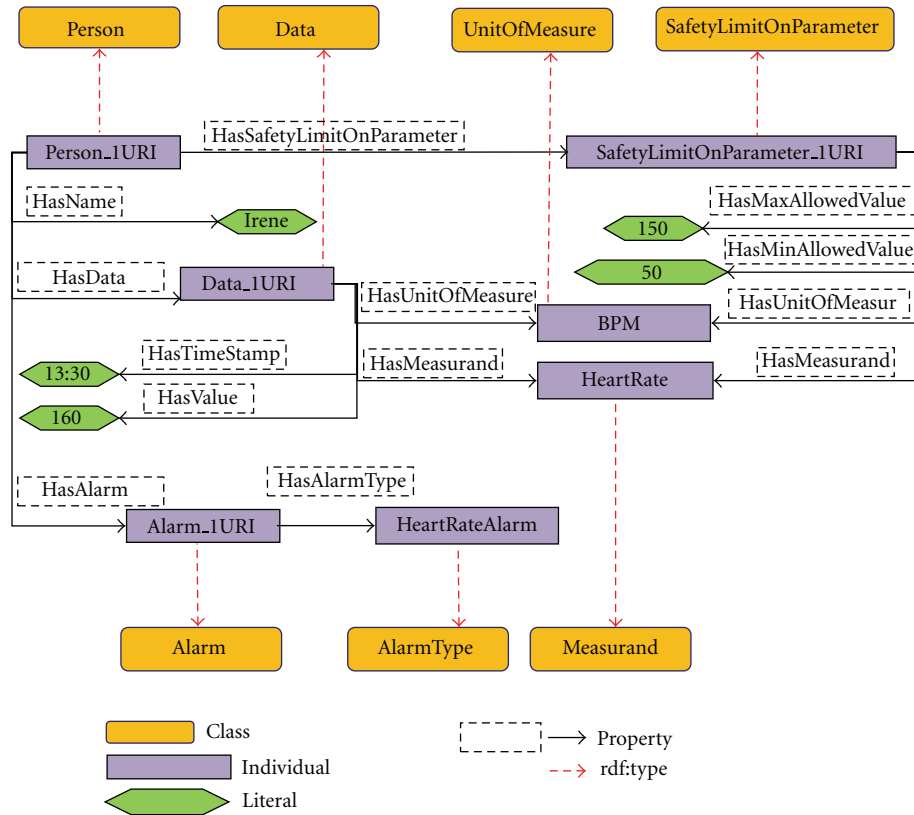 Person
Data
UnitOfMeasure
SafetyLimitOnParameter
HasSafetyLimitOnParameter
Person_1URI
SafetyLimitOnParameter_1URI
HasName
Irene
HasMaxAllowedValue
150
HasMinAllowedValue
50
HasData
Data_1URI
HasUnitOfMeasure
BPM
HasUnitOfMeasur
HasTimeStamp
13:30
HasMeasurand
HeartRate
HasMeasurand
HasValue
160
HasAlarm
HasAlarmType
Alarm_1URI
HeartRateAlarm
Alarm
AlarmType
Measurand
Class
Property
Individual
rdf:type
Literal